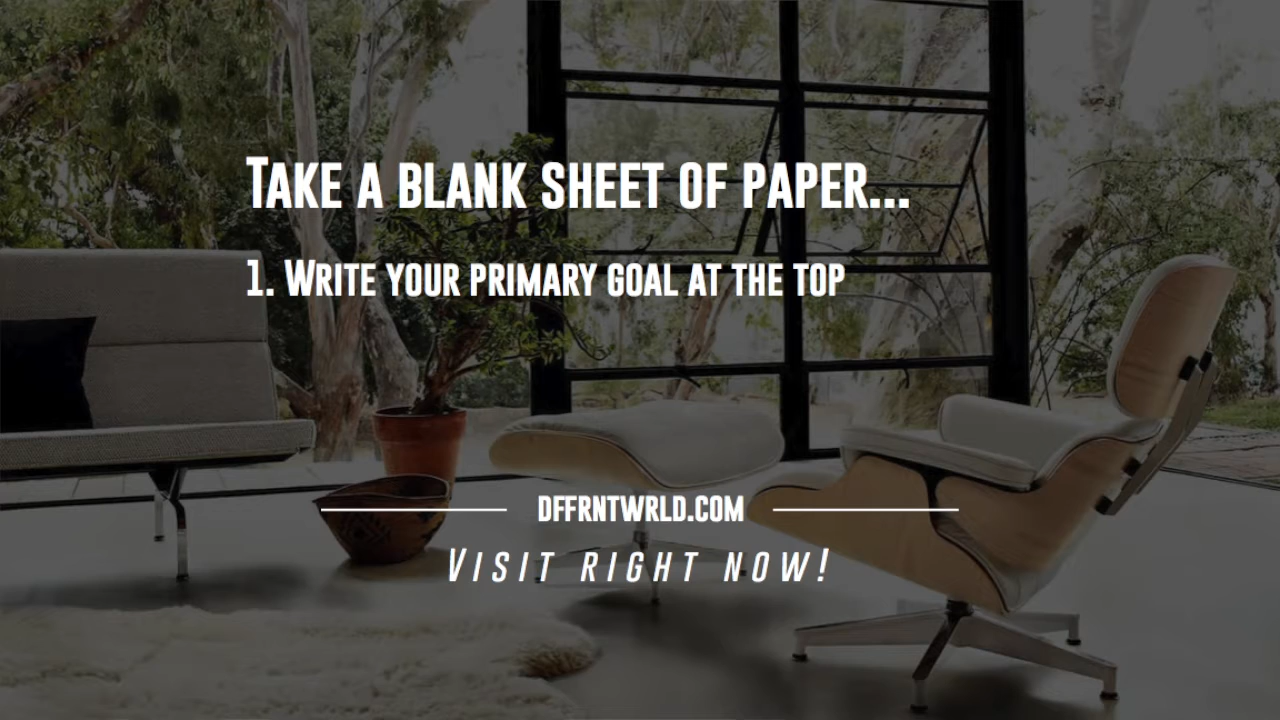 Take a blank sheet of paper...
1. Write your primary goal at the top
DFFRNTWRLD.COM
Visit right now!